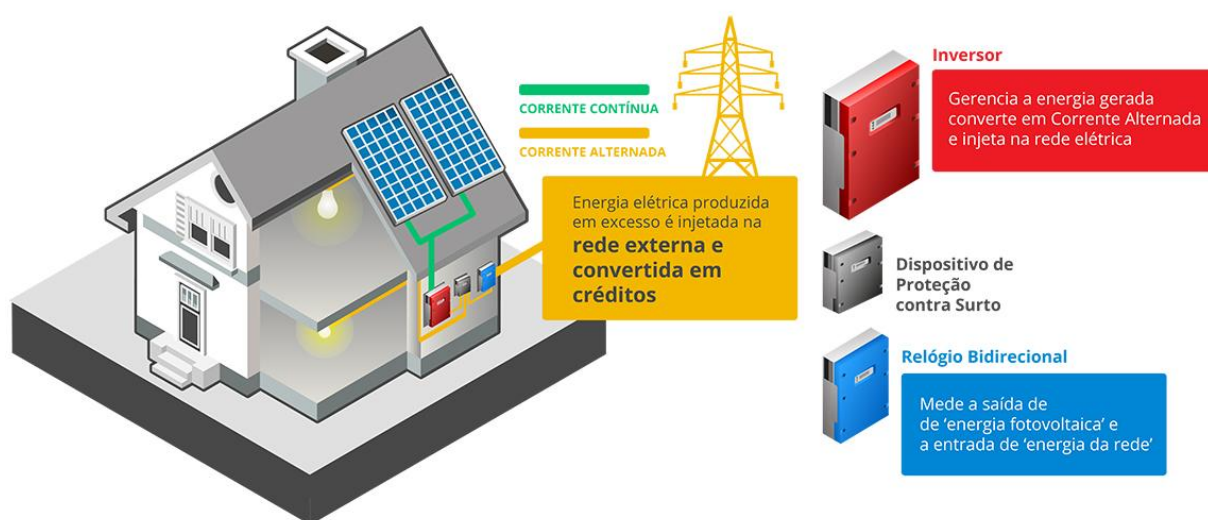 CORRENTE CONTÍNUA
CORRENTE ALTERNADA
Energia elétrica produzida
em excesso é injetada na
rede externa e
convertida em
créditos
Inversor
Gerencia a energia gerada
converte em Corrente Alternada
e injeta na rede elétrica
Dispositivo de
Proteção
contra Surto
Relógio Bidirecional
Mede a saída de
de ‘energia fotovoltaica’ e
a entrada de ‘energia da rede’